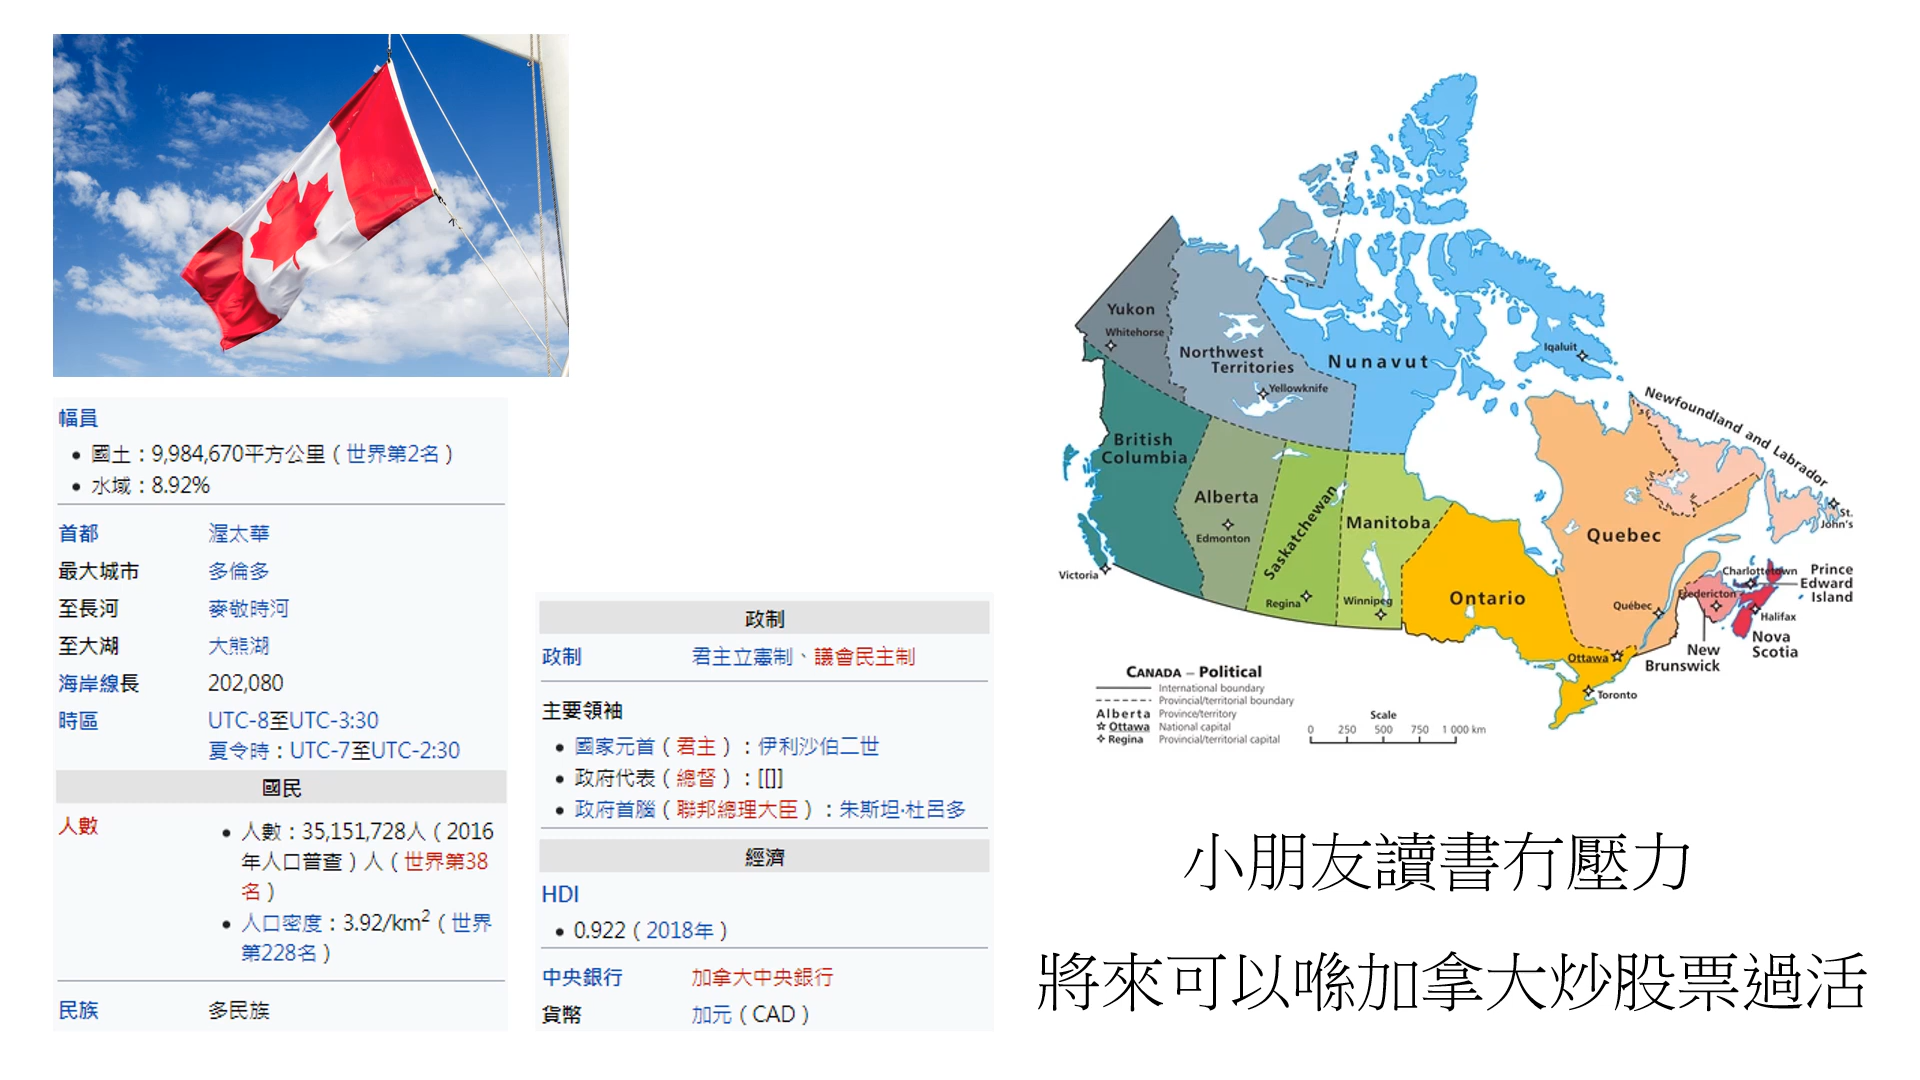 幅員
國土：9,984,670平方公里（世界第2名）
水域：8.92%
首都 渥太華
最大城市 多倫多
至長河 麥敬時河
至大湖 大熊湖
海岸線長 202,080
時區 UTC-8至UTC-3:30
夏令時：UTC-7至UTC-2:30
國民
人數 人數：35,151,728人（2016
年人口普查）人（世界第38
名）
人口密度：3.92/km²（世界
第228名）
民族 多民族
政制
政制 君主立憲制、議會民主制
主要領袖
國家元首（君主）：伊利沙伯二世
政府代表（總督）：[[]]
政府首腦（聯邦總理大臣）：朱斯坦·杜呂多
經濟
HDI
0.922（2018年）
中央銀行 加拿大中央銀行
貨幣 加元（CAD）
Yukon
Whitehorse
Northwest
Territories
Yellowknife
Nunavut
Iqaluit
Newfoundland and Labrador
St.
John's
British
Columbia
Victoria
Alberta
Edmonton
Saskatchewan
Regina
Manitoba
Winnipeg
Ontario
Ottawa
Toronto
Quebec
Québec
Charlottetown
Prince
Edward
Island
Fredericton
Halifax
Nova
Scotia
New
Brunswick
CANADA – Political
International boundary
Provincial/territorial boundary
Alberta Province/territory
Ottawa National capital
Regina Provincial/territorial capital
Scale
0 250 500 750 1 000 km
小朋友讀書冇壓力
將來可以喺加拿大炒股票過活